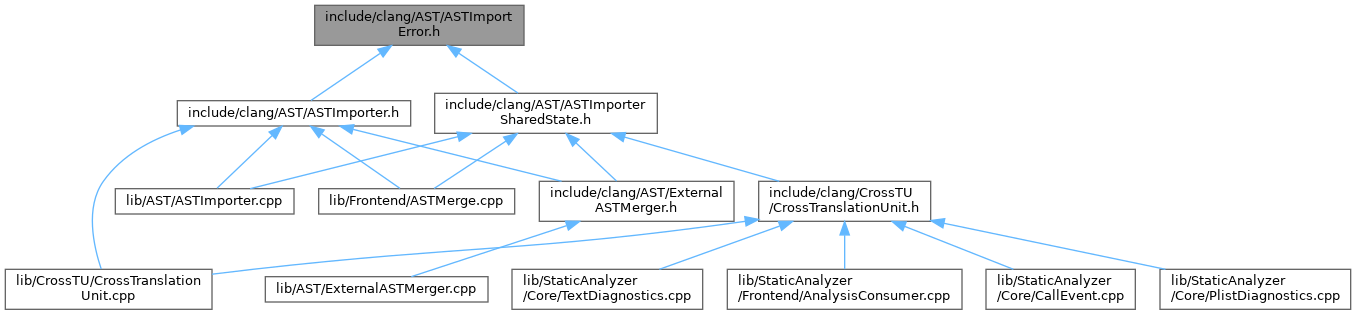 include/clang/AST/ASTImport
Error.h
include/clang/AST/ASTImporter.h
include/clang/AST/ASTImporter
SharedState.h
lib/AST/ASTImporter.cpp
lib/Frontend/ASTMerge.cpp
include/clang/AST/External
ASTMerger.h
include/clang/CrossTU
/CrossTranslationUnit.h
lib/CrossTU/CrossTranslation
Unit.cpp
lib/AST/ExternalASTMerger.cpp
lib/StaticAnalyzer
/Core/TextDiagnostics.cpp
lib/StaticAnalyzer
/Frontend/AnalysisConsumer.cpp
lib/StaticAnalyzer
/Core/CallEvent.cpp
lib/StaticAnalyzer
/Core/PlistDiagnostics.cpp